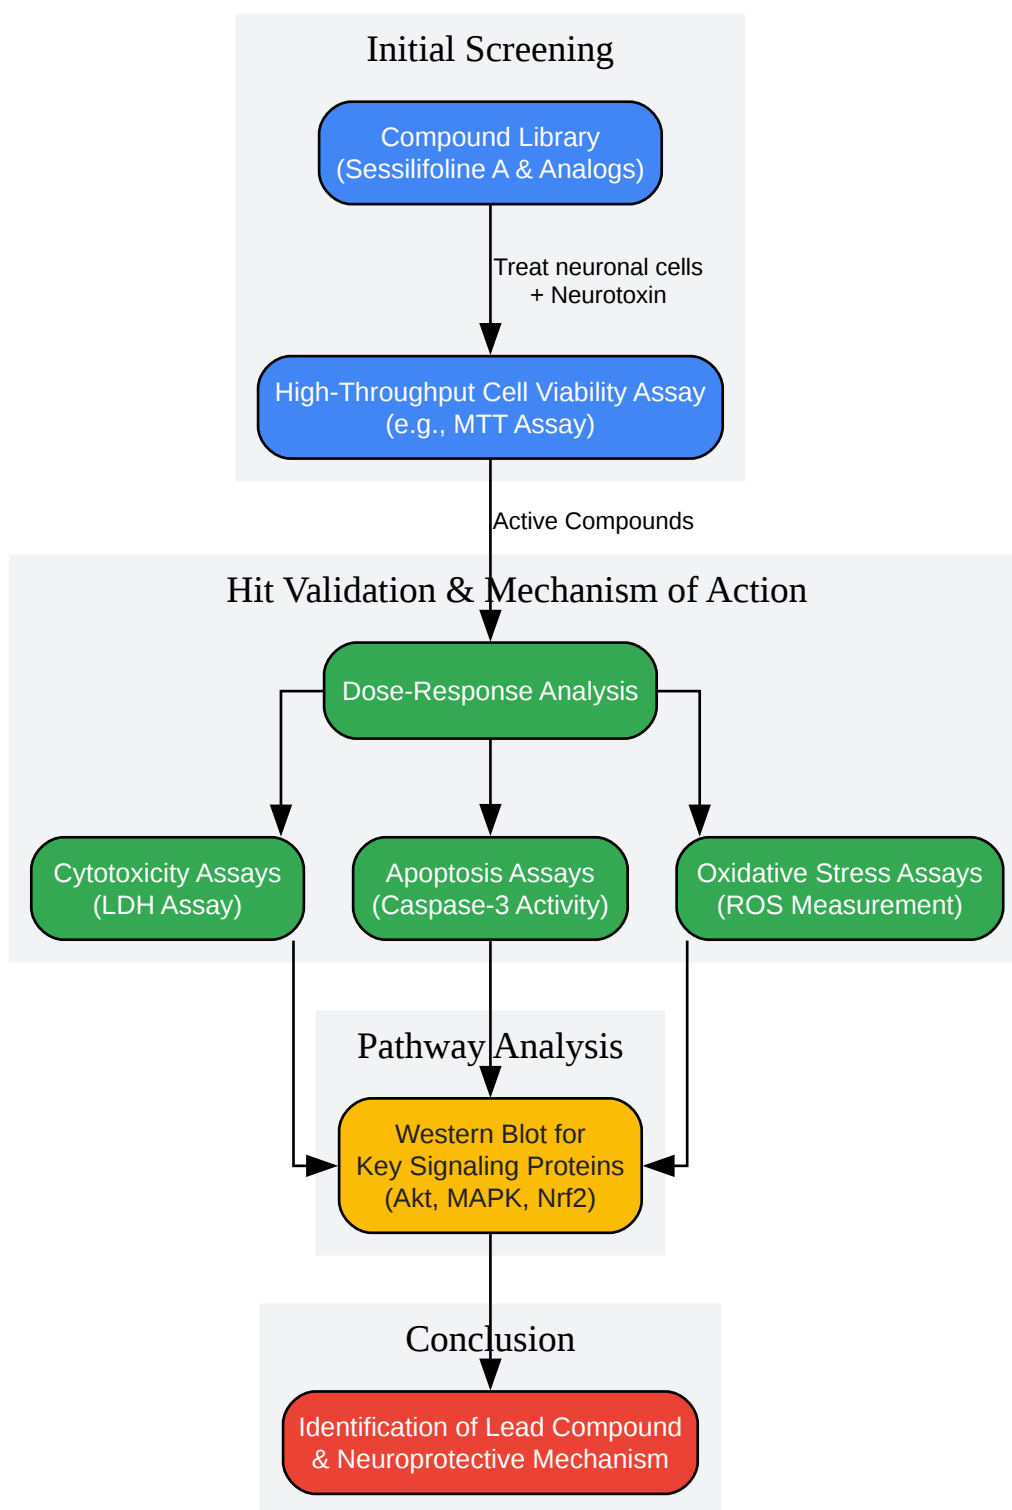 Initial Screening
Compound Library
(Sessilifoline A & Analogs)
Treat neuronal cells
+ Neurotoxin
High-Throughput Cell Viability Assay
(e.g., MTT Assay)
Active Compounds
Hit Validation & Mechanism of Action
Dose-Response Analysis
Cytotoxicity Assays
(LDH Assay)
Apoptosis Assays
(Caspase-3 Activity)
Oxidative Stress Assays
(ROS Measurement)
Pathway Analysis
Western Blot for
Key Signaling Proteins
(Akt, MAPK, Nrf2)
Conclusion
Identification of Lead Compound
& Neuroprotective Mechanism